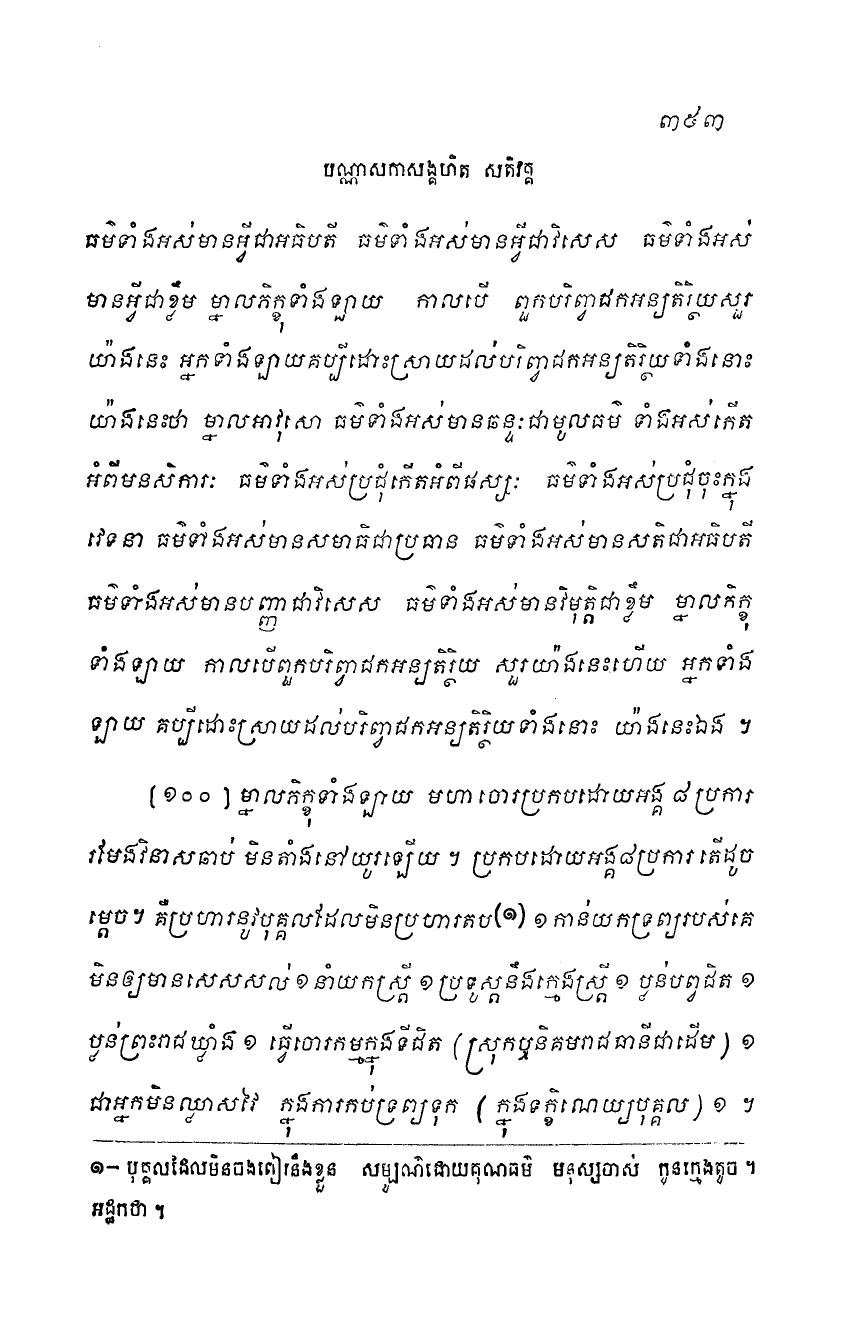 ៣៩៣
បណ្ណាសកាសង្គហិត សតិវគ្គ
ធម៌ទាំងអស់មានអ្វីជាអធិបតី ធម៌ទាំងអស់មានអ្វីជាវិសេស ធម៌ទាំងអស់
មានអ្វីជាខ្លឹម ម្នាលភិក្ខុទាំងឡាយ កាលបើ ពួកបរិព្វាជកអន្យតិរ្ថិយសួរ
យ៉ាងនេះ អ្នកទាំងឡាយគប្បីដោះស្រាយដល់បរិព្វាជកអន្យតិរ្ថិយទាំងនោះ
យ៉ាងនេះថា ម្នាលអាវុសោ ធម៌ទាំងអស់មានឆន្ទៈជាមូលធម៌ ទាំងអស់កើត
អំពីមនសិការៈ ធម៌ទាំងអស់ប្រជុំកើតអំពីផស្សៈ ធម៌ទាំងអស់ប្រជុំចុះក្នុង
វេទនា ធម៌ទាំងអស់មានសមាធិជាប្រធាន ធម៌ទាំងអស់មានសតិជាអធិបតី
ធម៌ទាំងអស់មានបញ្ញាជាវិសេស ធម៌ទាំងអស់មានវិមុត្តិជាខ្លឹម ម្នាលភិក្ខុ
ទាំងឡាយ កាលបើពួកបរិព្វាជកអន្យតិរ្ថិយ សួរយ៉ាងនេះហើយ អ្នកទាំង
ឡាយ គប្បីដោះស្រាយដល់បរិព្វាជកអន្យតិរ្ថិយទាំងនោះ យ៉ាងនេះឯង ។
[១០០] ម្នាលភិក្ខុទាំងឡាយ មហាចោរប្រកបដោយអង្គ ៨ ប្រការ
រមែងវិនាសឆាប់ មិនតាំងនៅយូរឡើយ ។ ប្រកបដោយអង្គ៨ប្រការ តើដូច
ម្តេច។ គឺប្រហារនូវបុគ្គលដែលមិនប្រហារតប(១) ១ កាន់យកទ្រព្យរបស់គេ
មិនឲ្យមានសេសសល់ ១ នាំយកស្រ្តី ១ ប្រទូស្តនឹងក្មេងស្រ្តី ១ ប្លន់បព្វជិត ១
ប្លន់ព្រះរាជឃ្លាំង ១ ធ្វើចោរកម្មក្នុងទីជិត (ស្រុកឬនិគមរាជធានីជាដើម) ១
ជាអ្នកមិនឈ្លាសវៃ ក្នុងការកប់ទ្រព្យទុក (ក្នុងទក្ខិណេយ្យបុគ្គល) ១ ។
១– បុគ្គលដែលមិនចងពៀរនឹងខ្លួន សម្បូណ៌ដោយគុណធម៌ មនុស្សចាស់ កូនក្មេងតូច ។
អដ្ឋកថា ។